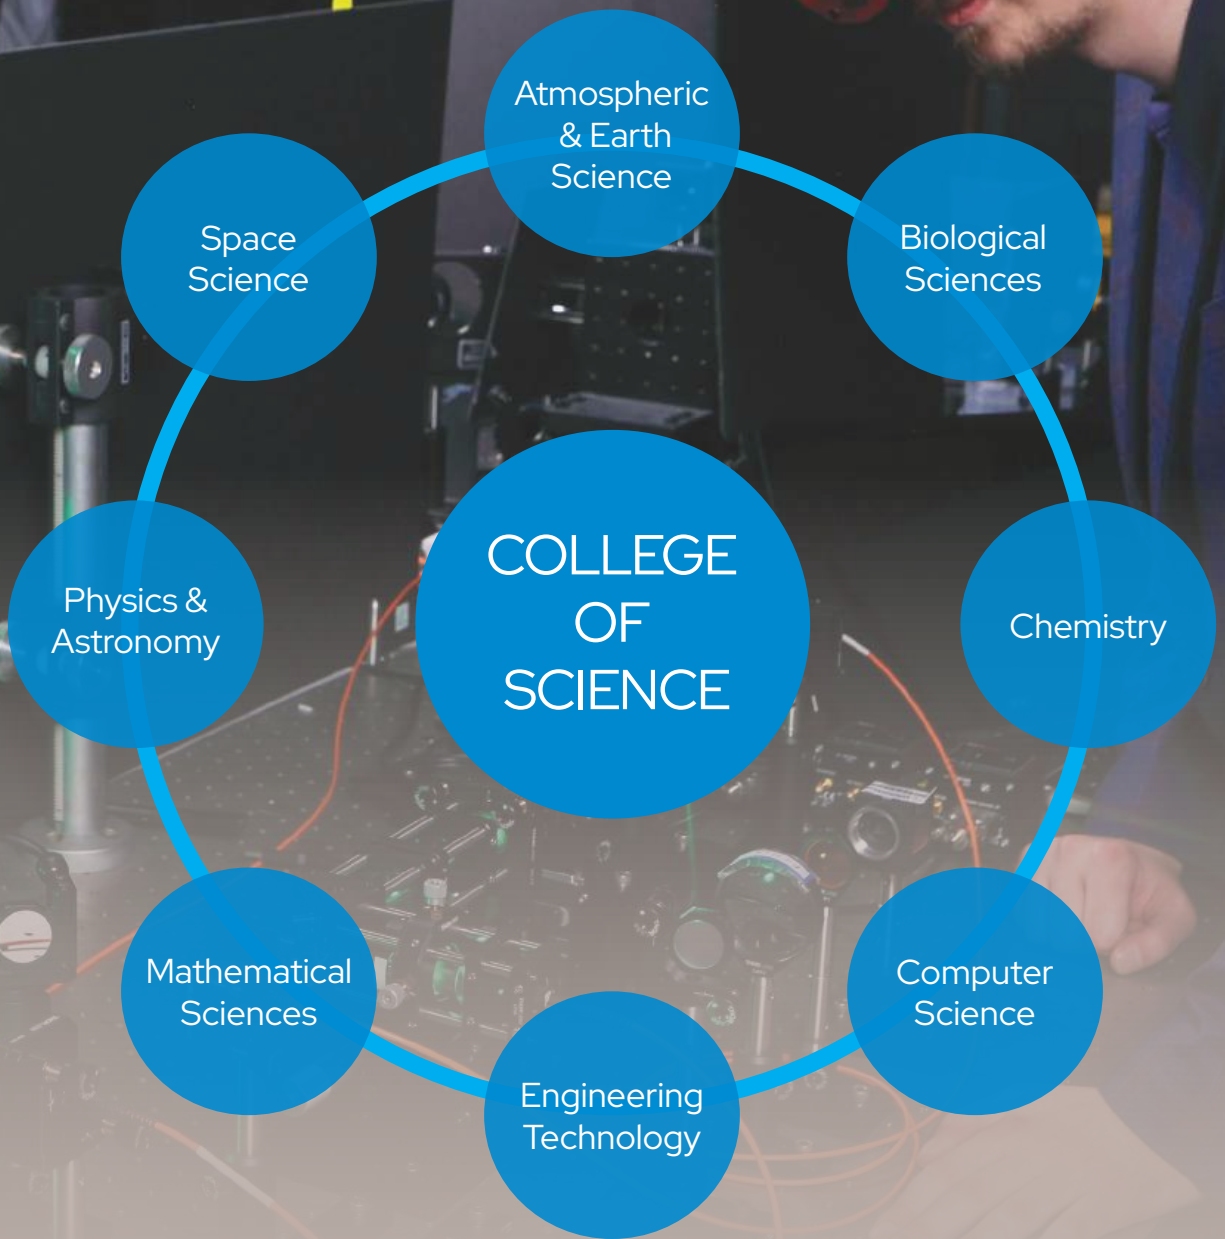 Atmospheric
& Earth
Science
Space
Science
Biological
Sciences
Physics &
Astronomy
COLLEGE
OF
SCIENCE
Chemistry
Mathematical
Sciences
Computer
Science
Engineering
Technology